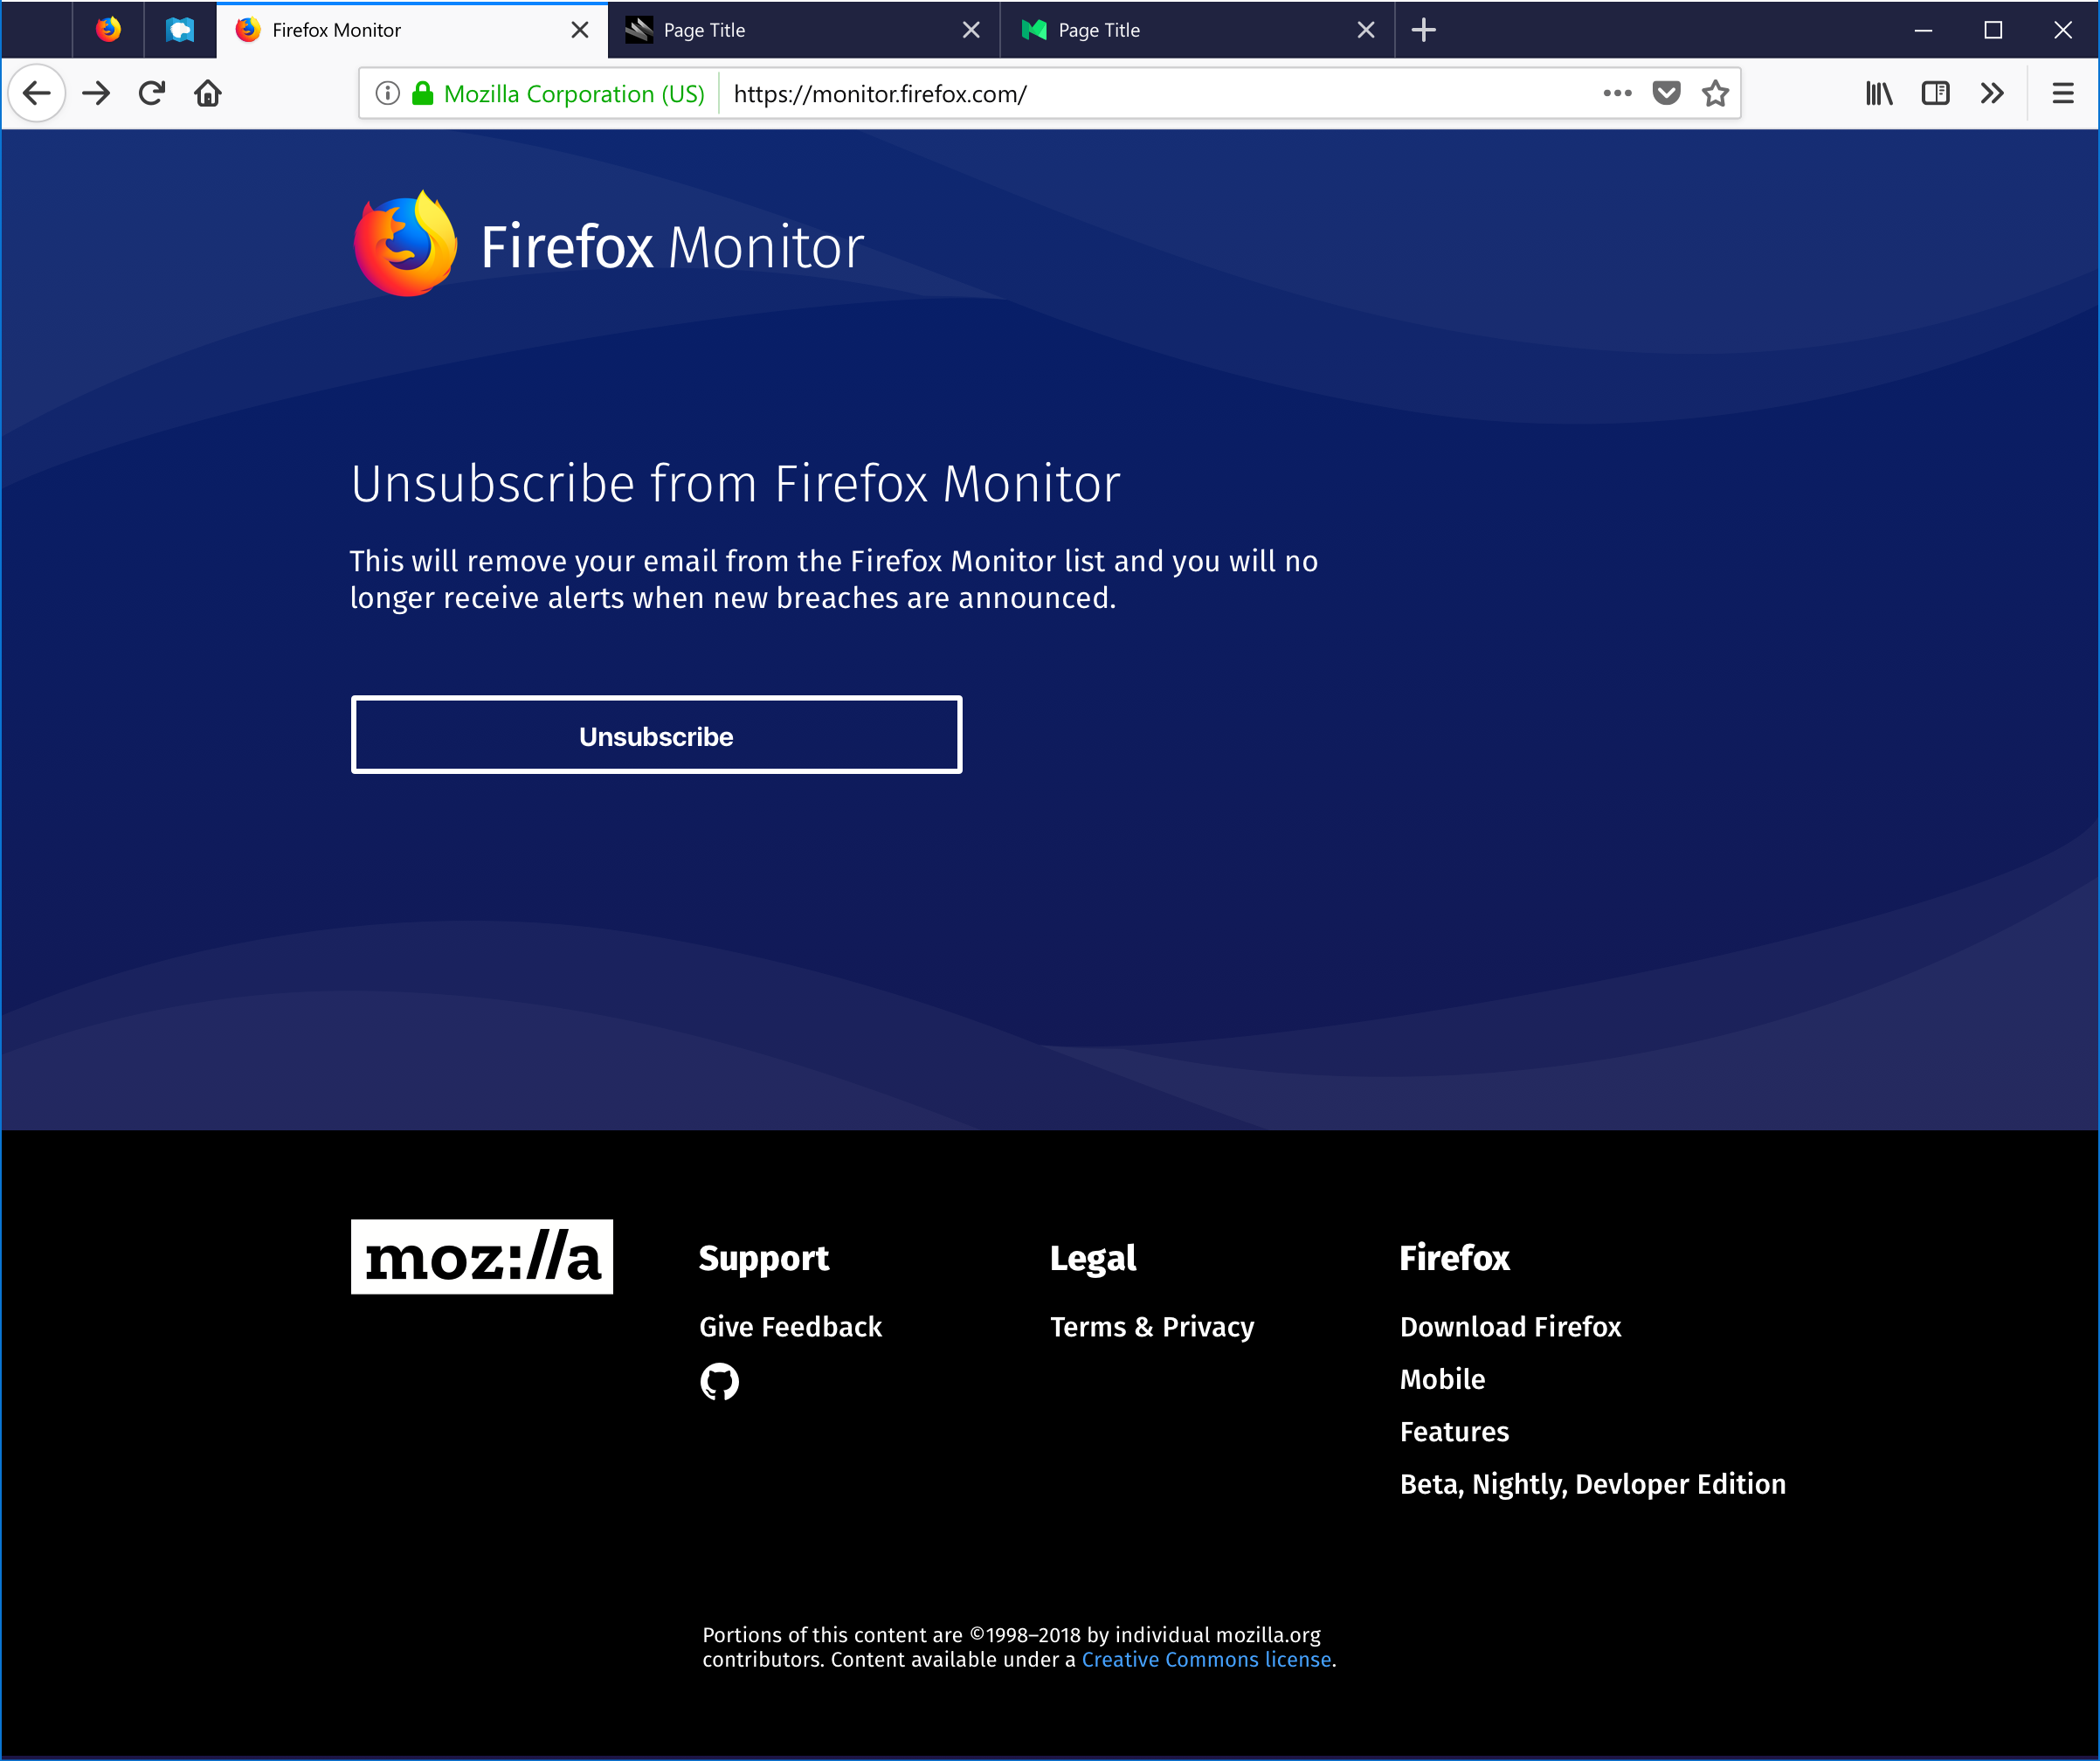 Firefox Monitor
Page Title
Page Title
Mozilla Corporation (US)
https://monitor.firefox.com/
Firefox Monitor
Unsubscribe from Firefox Monitor
This will remove your email from the Firefox Monitor list and you will no
longer receive alerts when new breaches are announced.
Unsubscribe
moz://a
Support
Give Feedback
Legal
Terms & Privacy
Firefox
Download Firefox
Mobile
Features
Beta, Nightly, Devloper Edition
Portions of this content are ©1998–2018 by individual mozilla.org
contributors. Content available under a Creative Commons license.